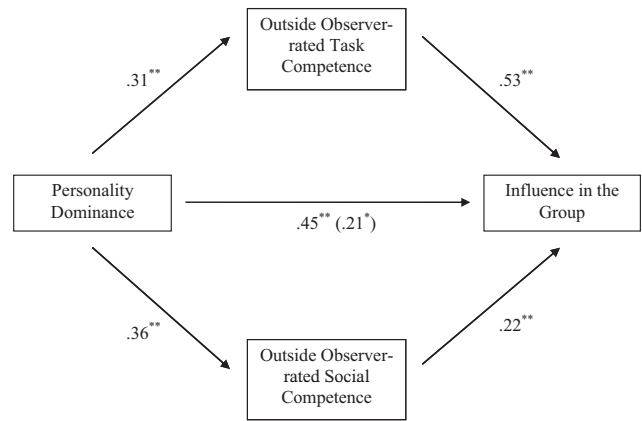 Outside Observer-
rated Task
Competence
.31**
.53**
Personality
Dominance
Influence in the
Group
.45** (.21*)
.36**
.22**
Outside Observer-
rated Social
Competence